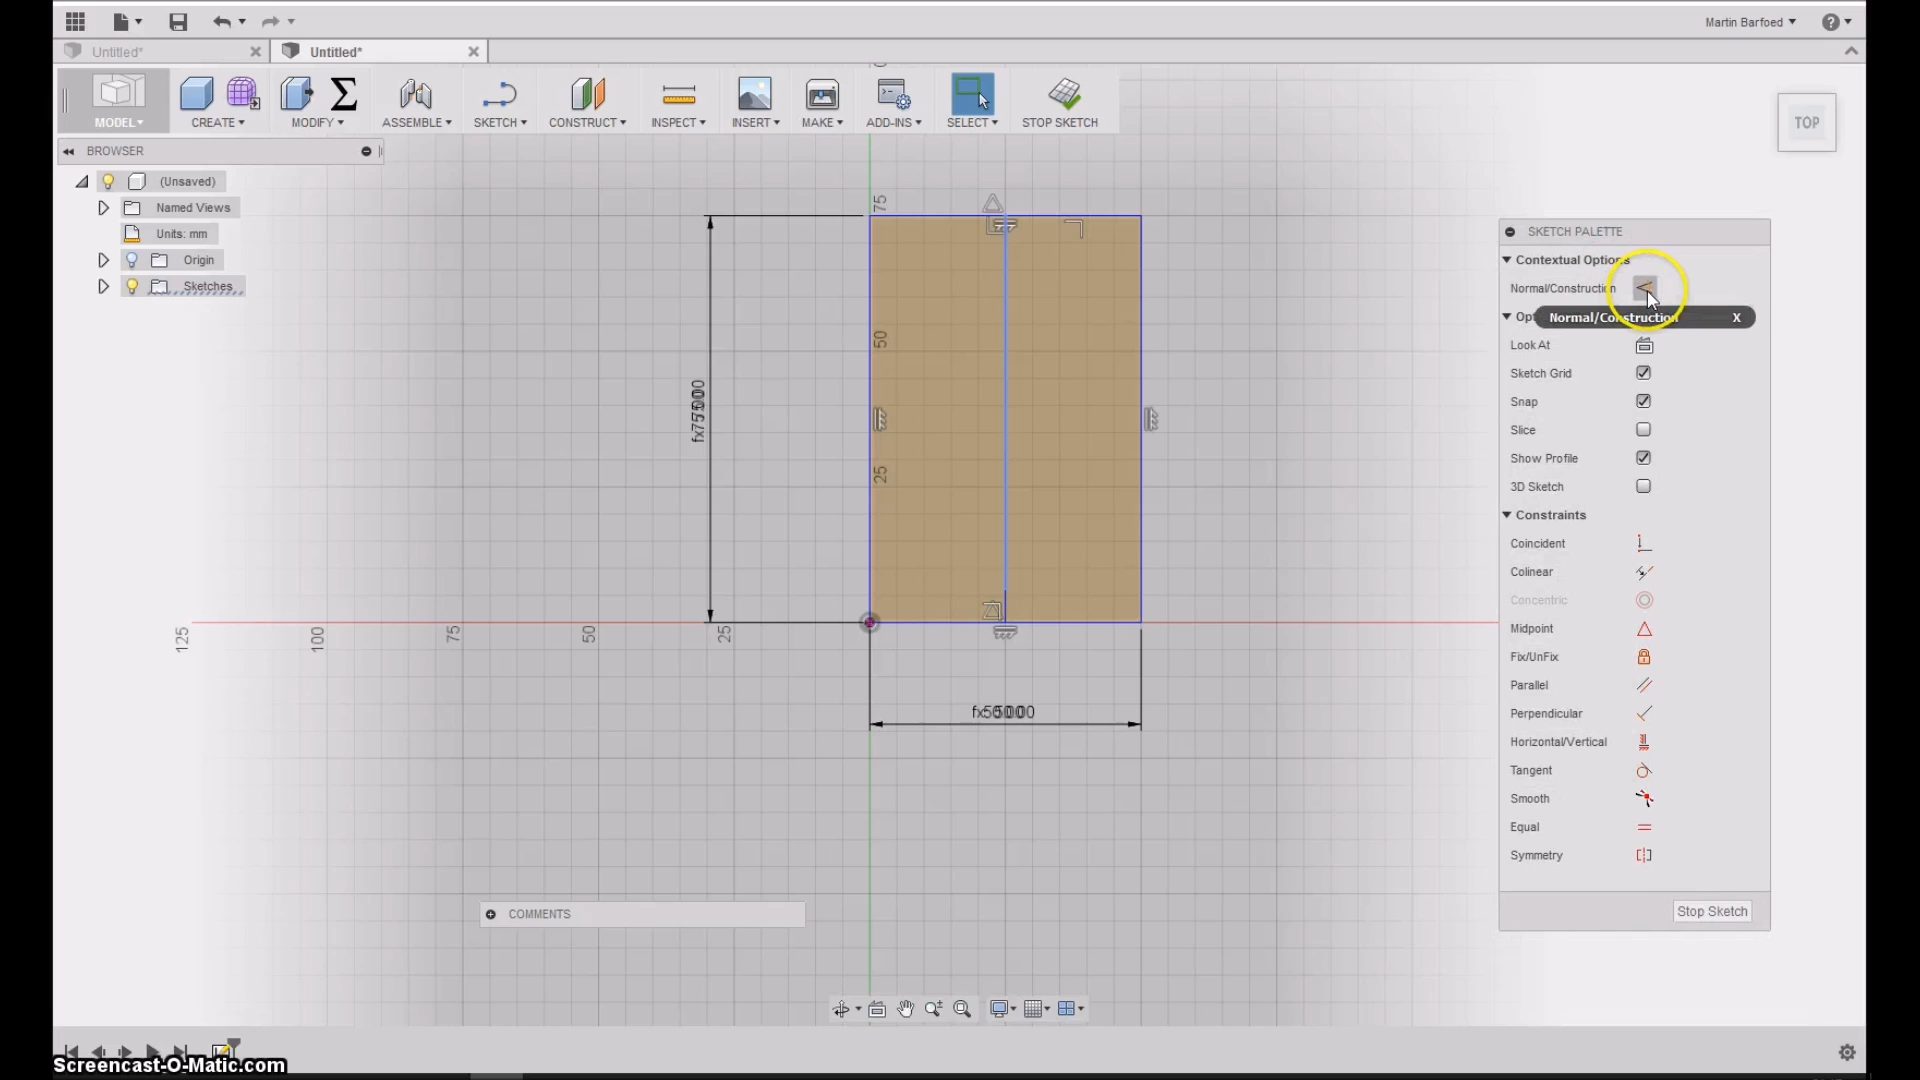 Martin Barfoed
Untitled*
Untitled*
MODEL
CREATE
MODIFY
ASSEMBLE
SKETCH
CONSTRUCT
INSPECT
INSERT
MAKE
ADD-INS
SELECT
STOP SKETCH
TOP
BROWSER
(Unsaved)
Named Views
Units: mm
Origin
Sketches
75
50
25
125
100
75
50
25
SKETCH PALETTE
Contextual Options
Normal/Construction
Normal/Construction X
Look At
Sketch Grid
Snap
Slice
Show Profile
3D Sketch
Constraints
Coincident
Colinear
Concentric
Midpoint
Fix/UnFix
Parallel
Perpendicular
Horizontal/Vertical
Tangent
Smooth
Equal
Symmetry
Stop Sketch
COMMENTS
Screencast-O-Matic.com